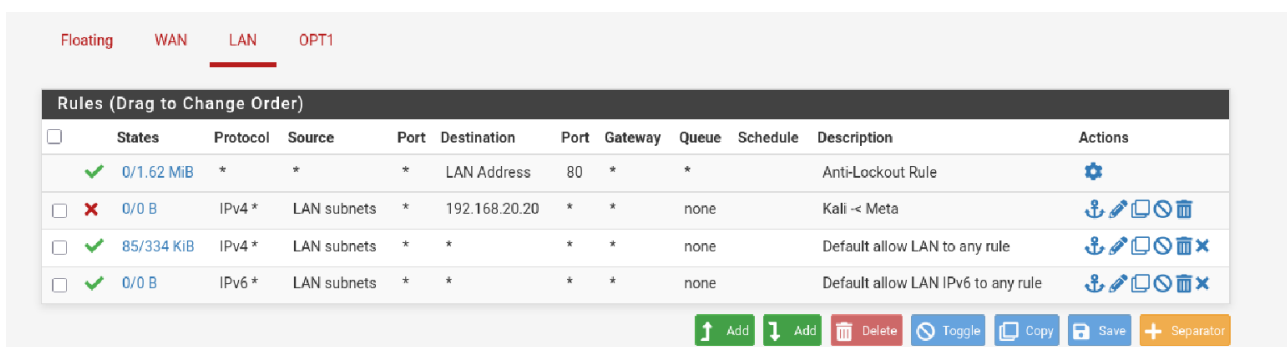 Floating WAN LAN OPT1
Rules (Drag to Change Order)
States Protocol Source Port Destination Port Gateway Queue Schedule Description Actions
0/1.62 MiB * * * LAN Address 80 * * Anti-Lockout Rule
0/0 B IPv4 * LAN subnets * 192.168.20.20 * * none Kali -< Meta
85/334 KiB IPv4 * LAN subnets * * * * none Default allow LAN to any rule
0/0 B IPv6 * LAN subnets * * * * none Default allow LAN IPv6 to any rule
Add Add Delete Toggle Copy Save Separator